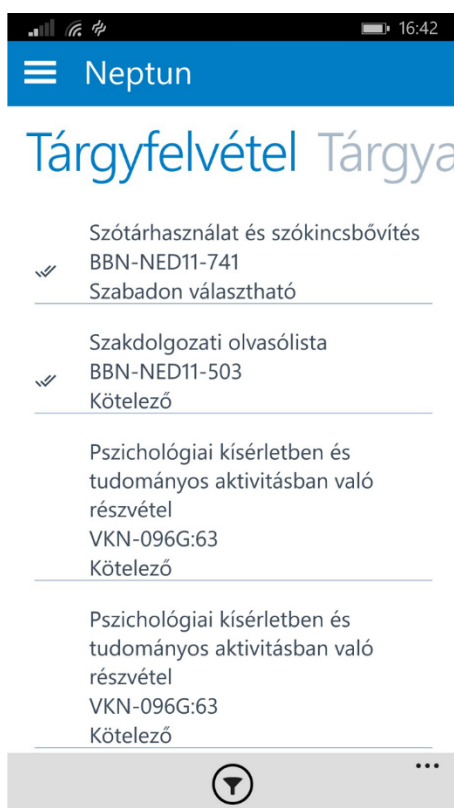 16:42
Neptun
Tárgyfelvétel Tárgya
Szótárhasználat és szókincsbővítés
BBN-NED11-741
Szabadon választható
Szakdolgozati olvasólista
BBN-NED11-503
Kötelező
Pszichológiai kísérletben és
tudományos aktivitásban való
részvétel
VKN-096G:63
Kötelező
Pszichológiai kísérletben és
tudományos aktivitásban való
részvétel
VKN-096G:63
Kötelező